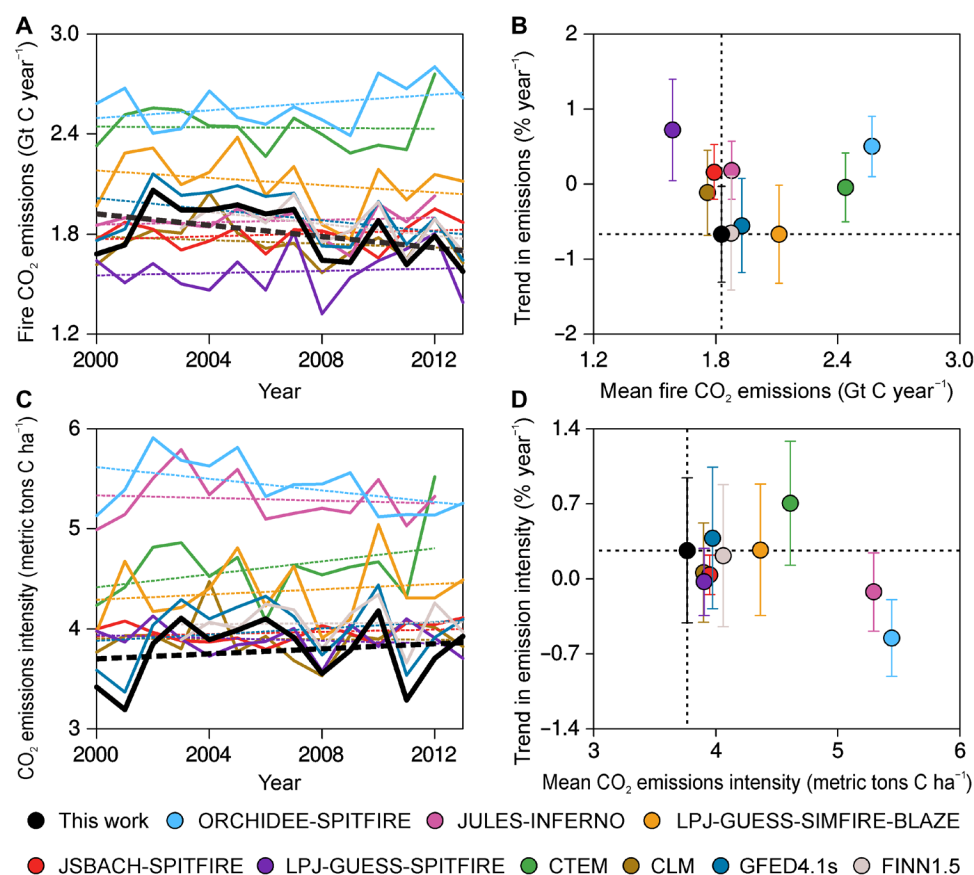 A
Fire CO₂ emissions (Gt C year⁻¹)
3.0
2.4
1.8
1.2
2000 2004 2008 2012
Year
B
Trend in emissions (% year⁻¹)
2
1
0
−1
−2
1.2 1.8 2.4 3.0
Mean fire CO₂ emissions (Gt C year⁻¹)
C
CO₂ emissions intensity (metric tons C ha⁻¹)
6
5
4
3
2000 2004 2008 2012
Year
D
Trend in emission intensity (% year⁻¹)
1.4
0.7
0.0
−0.7
−1.4
3 4 5 6
Mean CO₂ emissions intensity (metric tons C ha⁻¹)
This work ORCHIDEE-SPITFIRE JULES-INFERNO LPJ-GUESS-SIMFIRE-BLAZE
JSBACH-SPITFIRE LPJ-GUESS-SPITFIRE CTEM CLM GFED4.1s FINN1.5